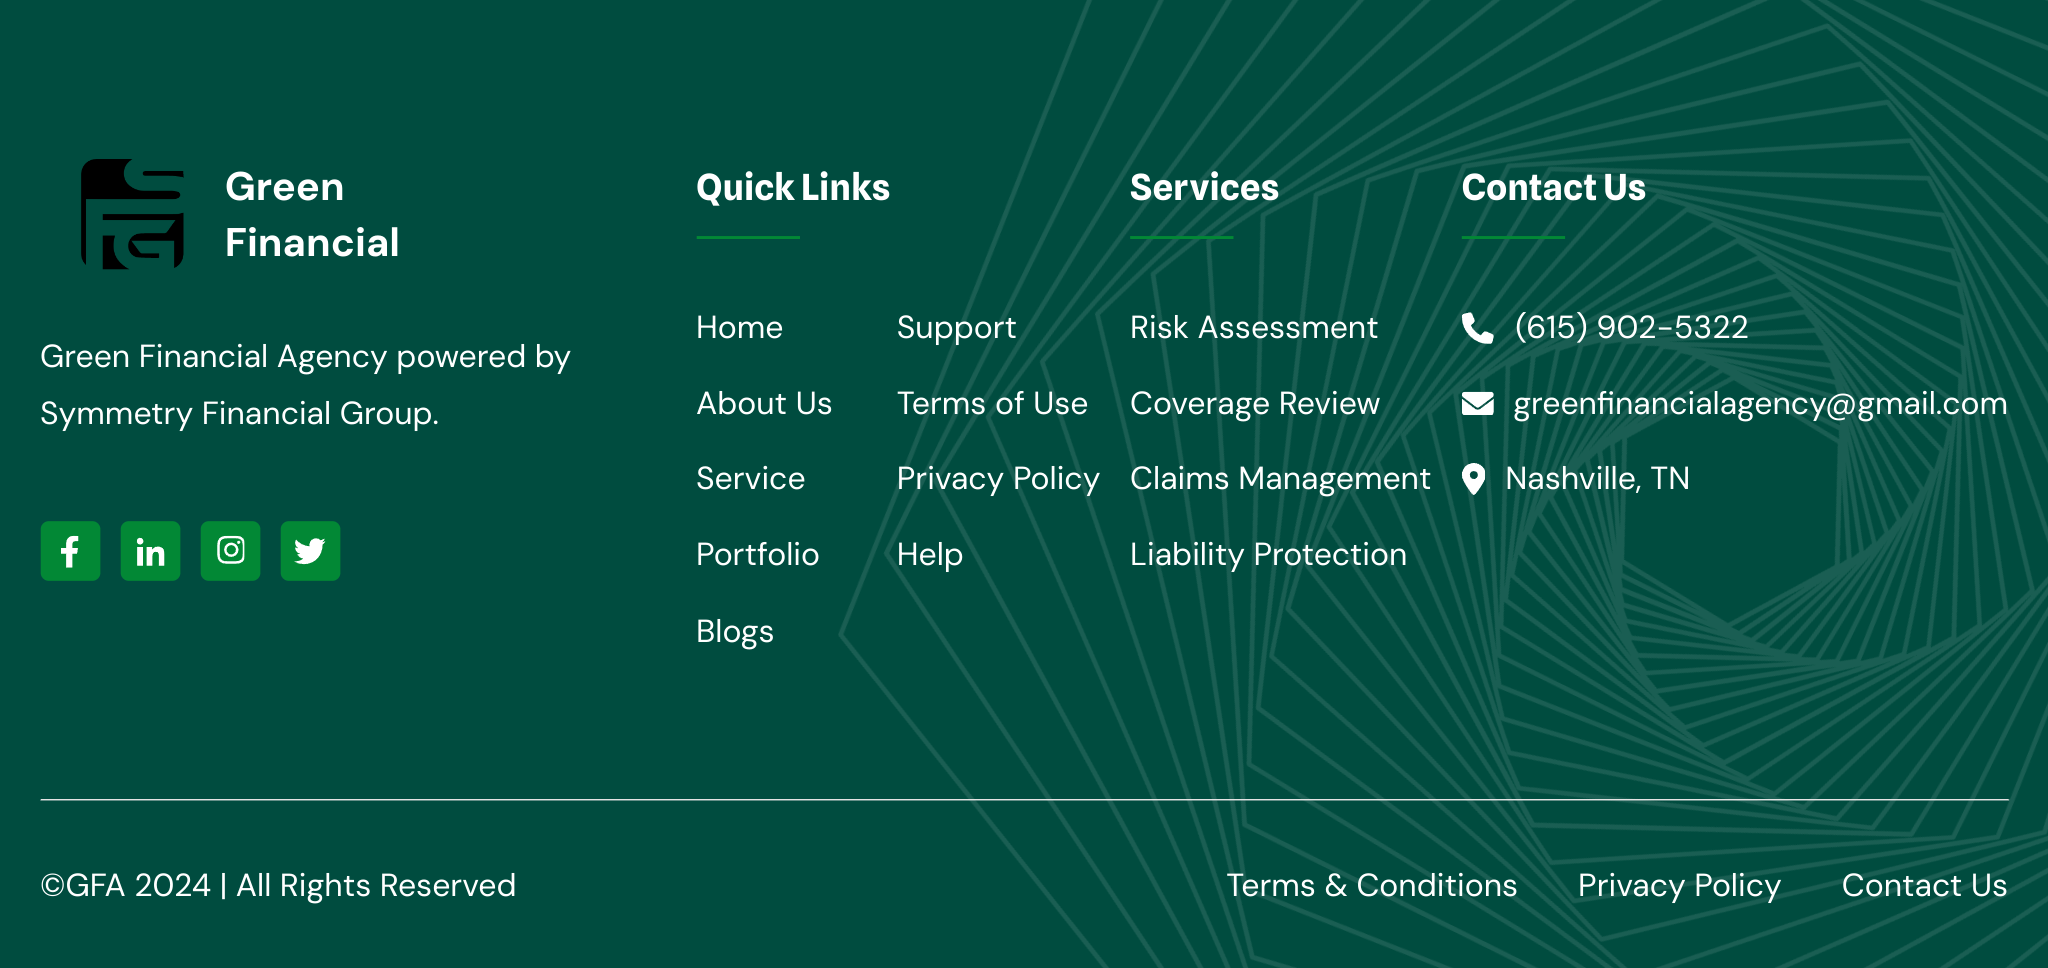 Green
Financial
Green Financial Agency powered by
Symmetry Financial Group.
Quick Links
Home
About Us
Service
Portfolio
Blogs
Support
Terms of Use
Privacy Policy
Help
Services
Risk Assessment
Coverage Review
Claims Management
Liability Protection
Contact Us
(615) 902-5322
greenfinancialagency@gmail.com
Nashville, TN
©GFA 2024 | All Rights Reserved
Terms & Conditions
Privacy Policy
Contact Us